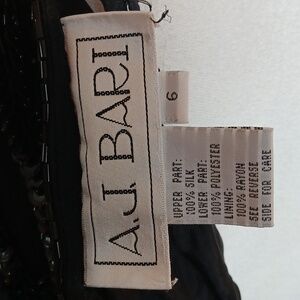 A.J. BARI
6
UPPER PART:
100% SILK
LOWER PART:
100% POLYESTER
LINING:
100% RAYON
SEE REVERSE
SIDE FOR CARE